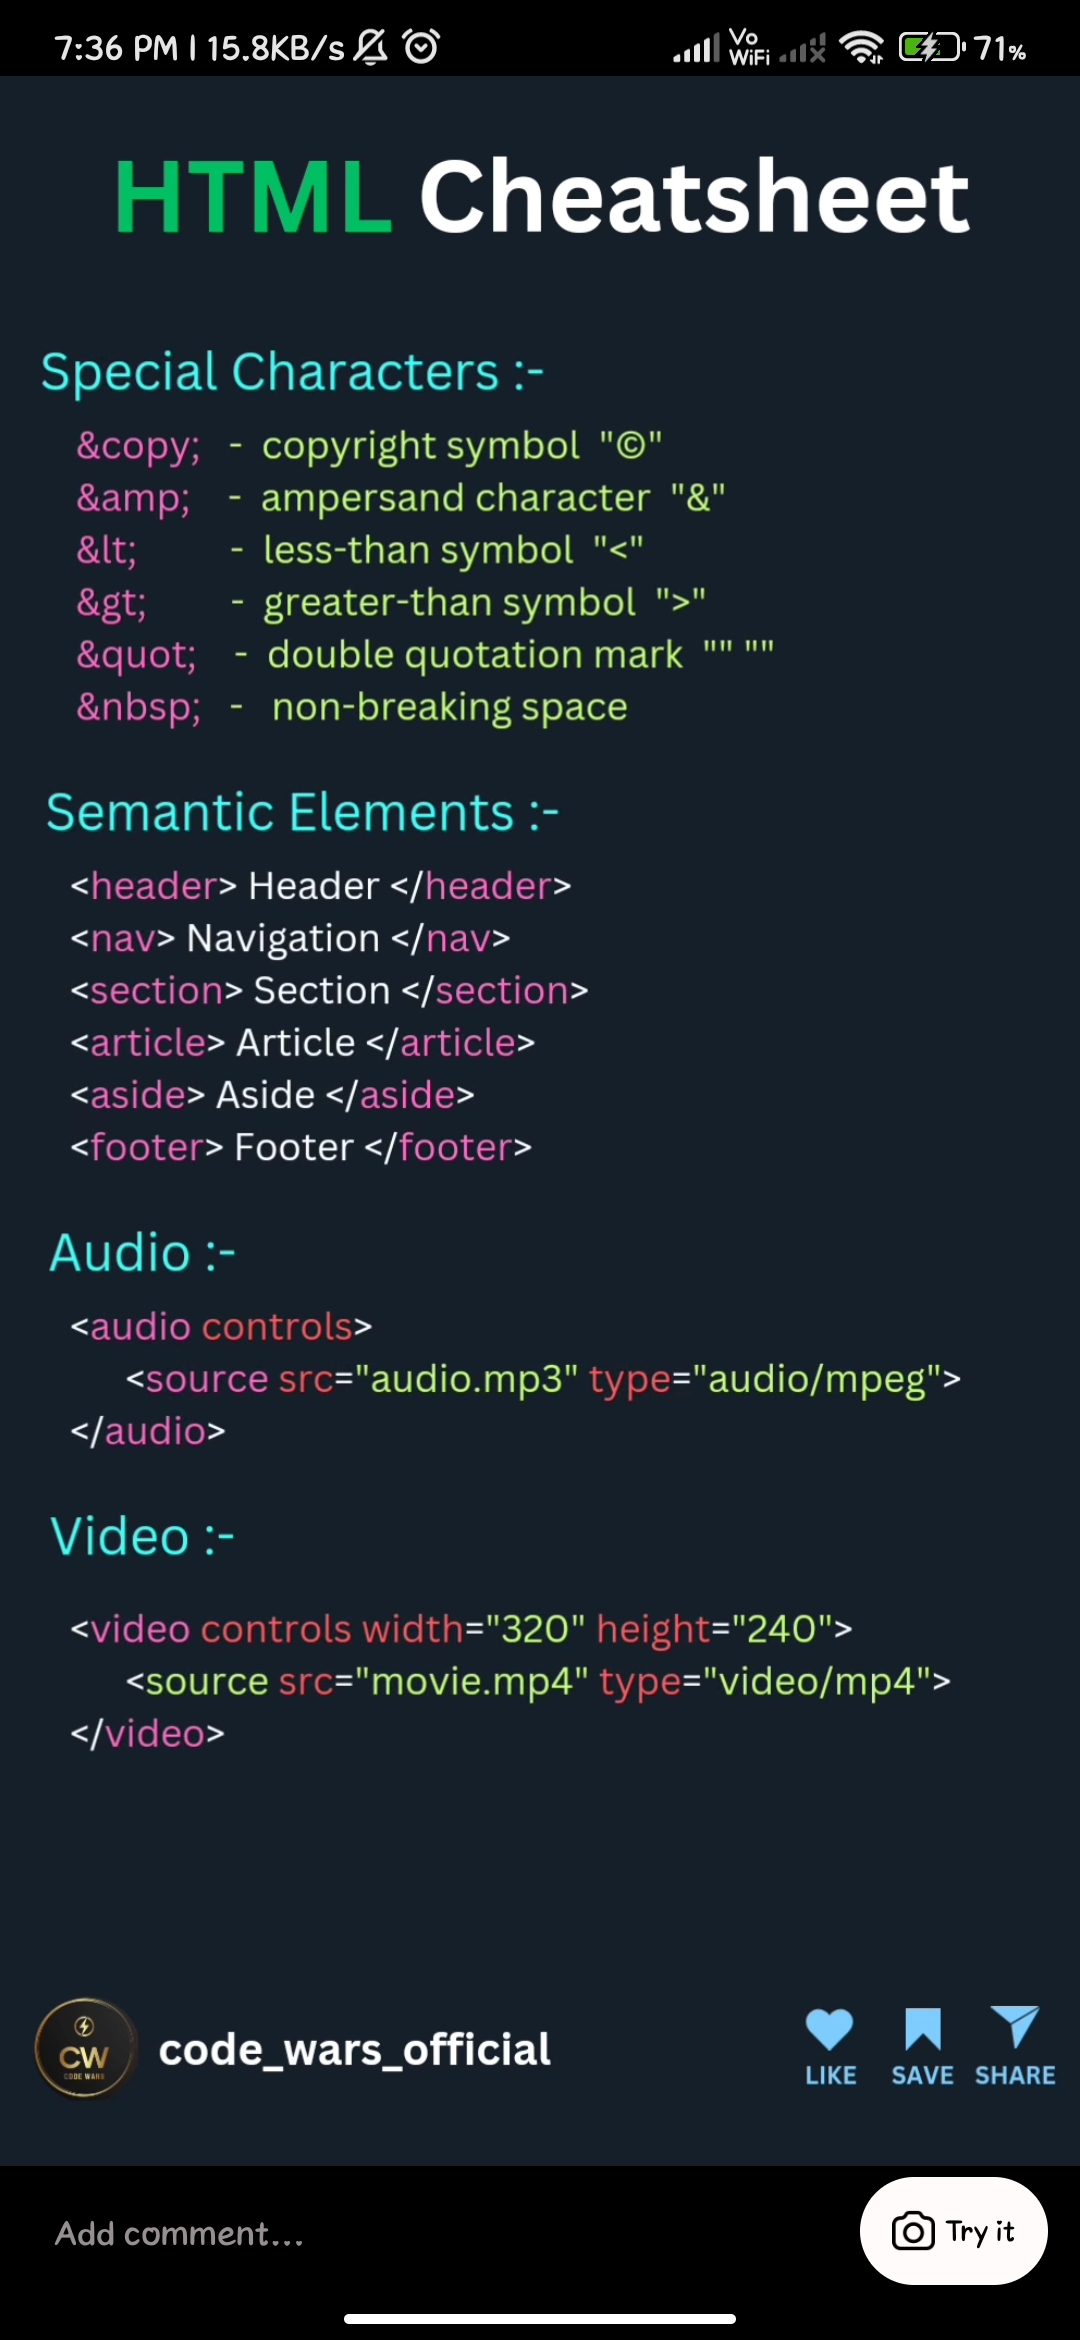 7:36 PM | 15.8KB/s Vo WiFi 71%
HTML Cheatsheet
Special Characters :-
&copy; - copyright symbol "©"
&amp; - ampersand character "&"
&lt; - less-than symbol "<"
&gt; - greater-than symbol ">"
&quot; - double quotation mark """ """
&nbsp; - non-breaking space
Semantic Elements :-
<header> Header </header>
<nav> Navigation </nav>
<section> Section </section>
<article> Article </article>
<aside> Aside </aside>
<footer> Footer </footer>
Audio :-
<audio controls>
<source src="audio.mp3" type="audio/mpeg">
</audio>
Video :-
<video controls width="320" height="240">
<source src="movie.mp4" type="video/mp4">
</video>
CW
CODE WARS
code_wars_official
LIKE SAVE SHARE
Add comment...
Try it